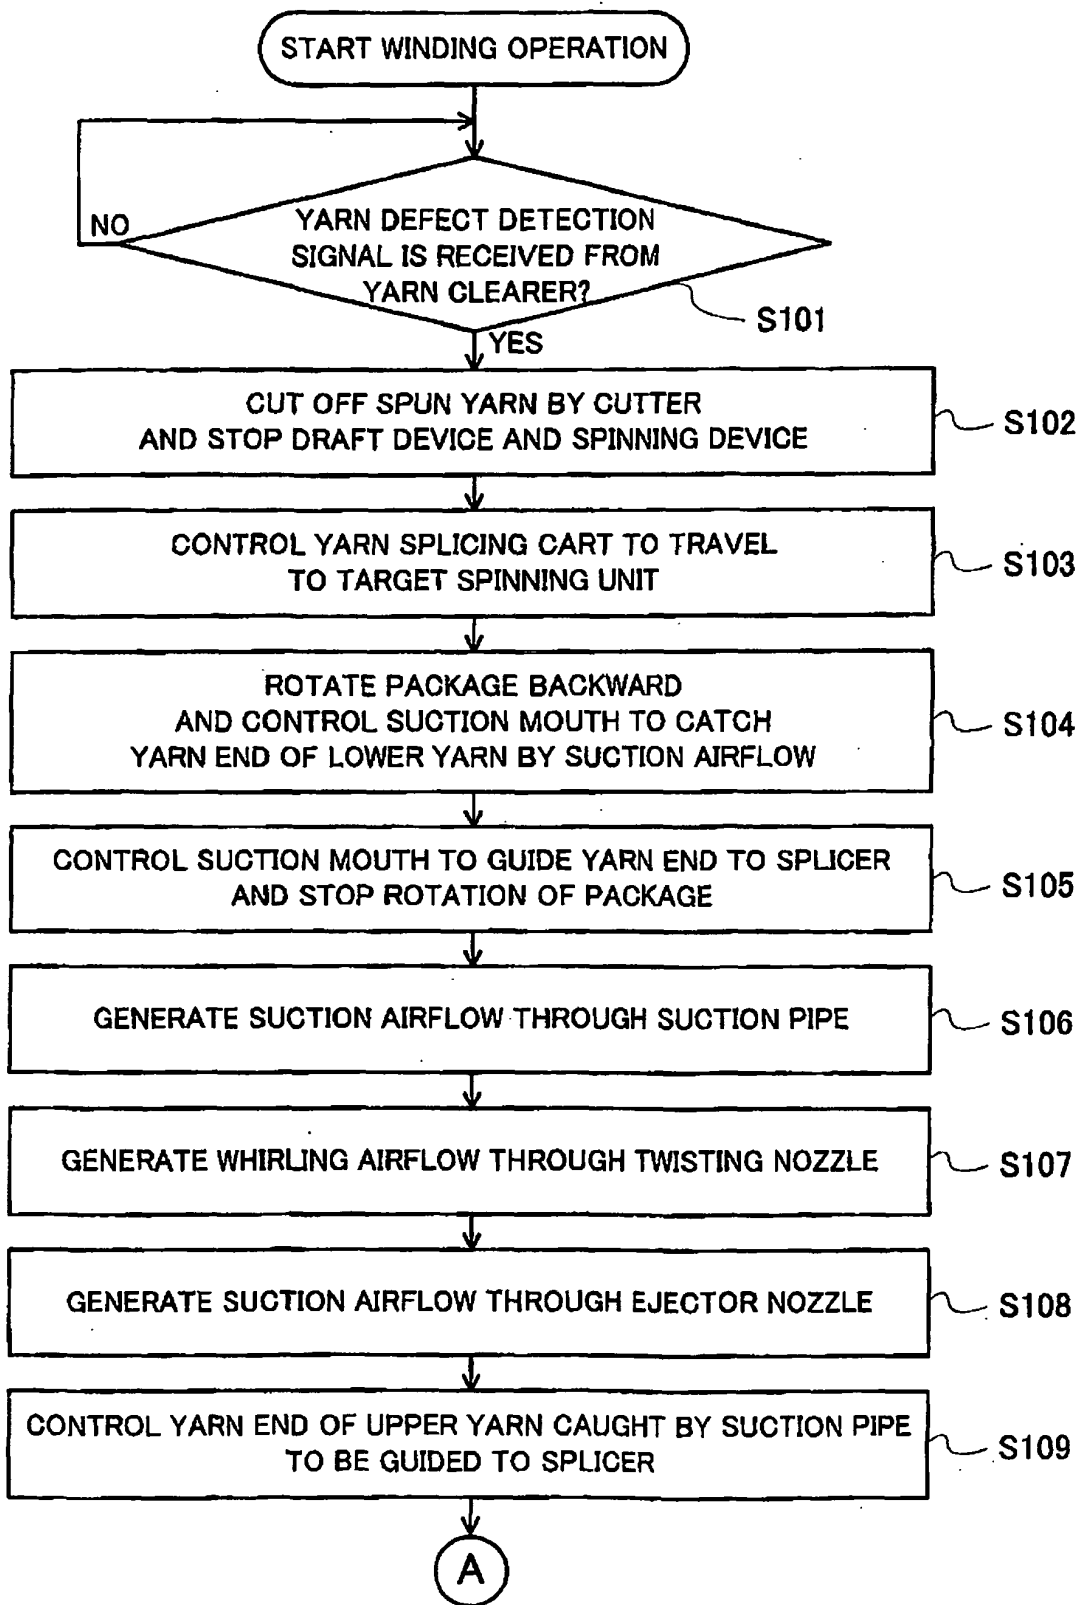 START WINDING OPERATION
NO
YARN DEFECT DETECTION
SIGNAL IS RECEIVED FROM
YARN CLEARER?
S101
YES
CUT OFF SPUN YARN BY CUTTER
AND STOP DRAFT DEVICE AND SPINNING DEVICE
S102
CONTROL YARN SPLICING CART TO TRAVEL
TO TARGET SPINNING UNIT
S103
ROTATE PACKAGE BACKWARD
AND CONTROL SUCTION MOUTH TO CATCH
YARN END OF LOWER YARN BY SUCTION AIRFLOW
S104
CONTROL SUCTION MOUTH TO GUIDE YARN END TO SPLICER
AND STOP ROTATION OF PACKAGE
S105
GENERATE SUCTION AIRFLOW THROUGH SUCTION PIPE
S106
GENERATE WHIRLING AIRFLOW THROUGH TWISTING NOZZLE
S107
GENERATE SUCTION AIRFLOW THROUGH EJECTOR NOZZLE
S108
CONTROL YARN END OF UPPER YARN CAUGHT BY SUCTION PIPE
TO BE GUIDED TO SPLICER
S109
A